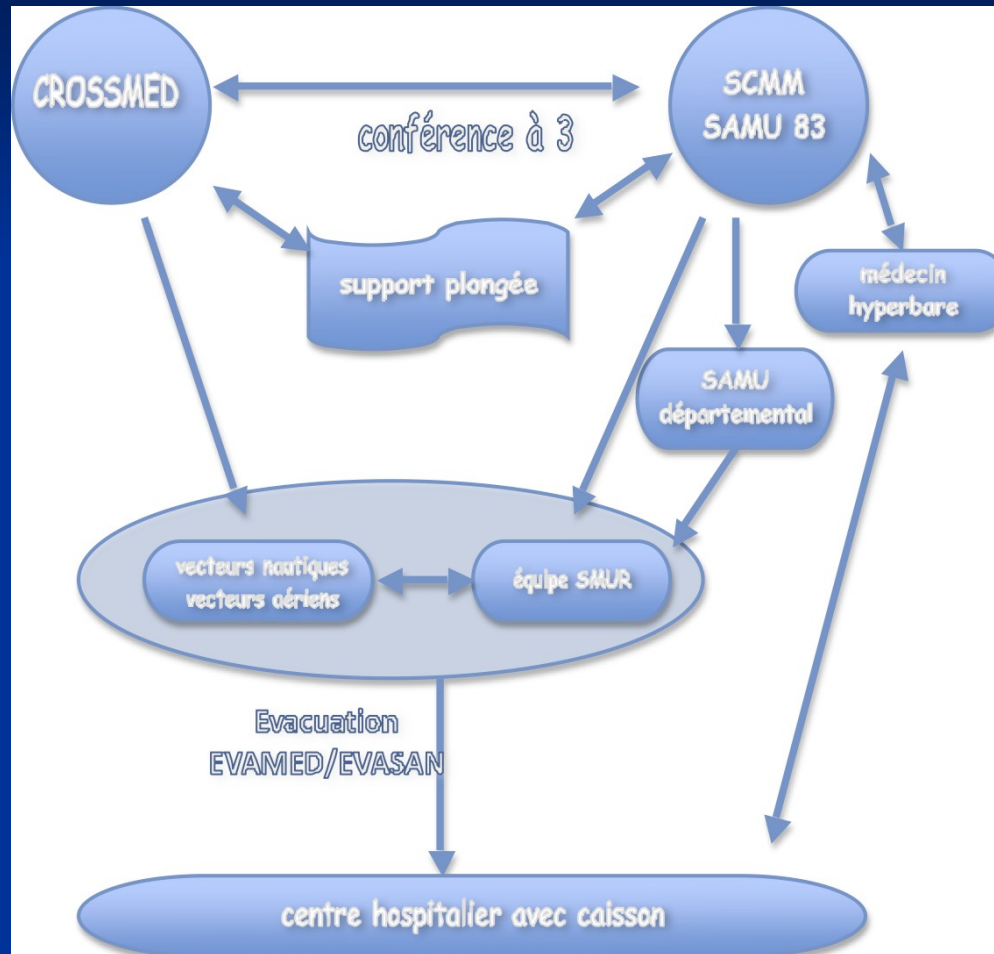 CROSSMED
SCMM
SAMU 83
conférence à 3
support plongée
médecin
hyperbare
SAMU
départemental
vecteurs nautiques
vecteurs aériens
équipe SMUR
Evacuation
EVAMED/EVASAN
centre hospitalier avec caisson